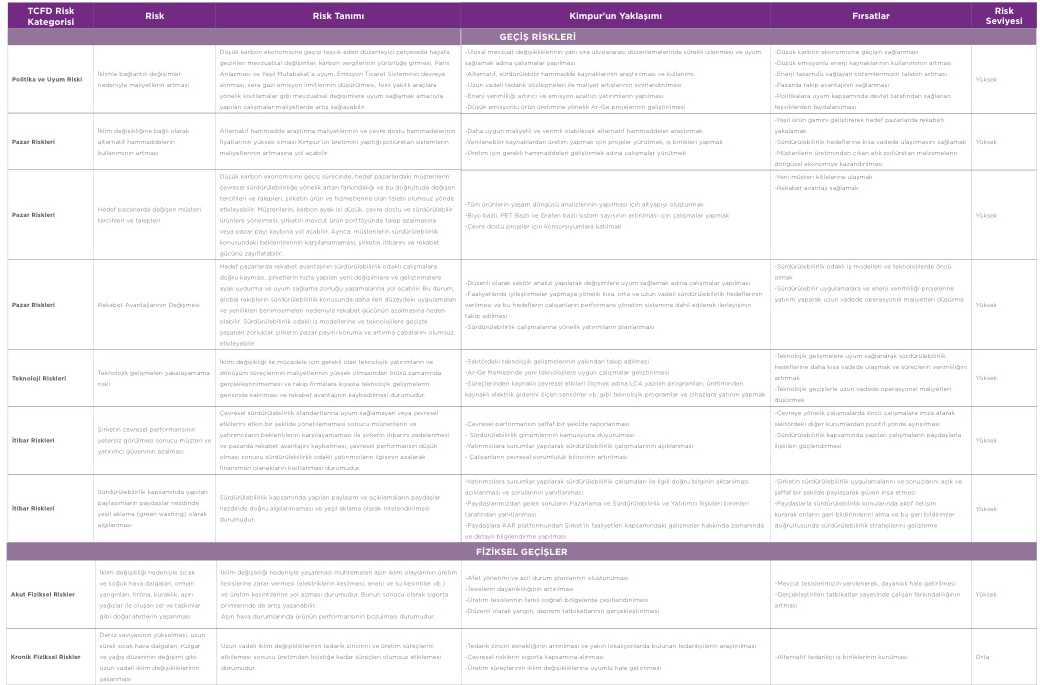 TCFD Risk
Kategorisi
Risk
Risk Tanımı
Kimpur'un Yaklaşımı
Fırsatlar
Risk
Seviyesi
GEÇİŞ RİSKLERİ
Politika ve Uyum Riski
İklimle bağlantılı değişimler
nedeniyle maliyetlerin artması
Düşük karbon ekonomisine geçişi teşvik eden düzenleyici çerçevede hayata
geçirilen mevzuatsal değişimler, karbon vergilerinin yürürlüğe girmesi, Paris
Anlaşması ve Yeşil Mutabakat'a uyum, Emisyon Ticaret Sisteminin devreye
alınması, sera gazı emisyon limitlerinin düşürülmesi, fosil yakıtlı araçlara
yönelik kısıtlamalar gibi mevzuatsal değişimlere uyum sağlamak amacıyla
yapılan çalışmalar maliyetlerde artış sağlayabilir.
-Ulusal mevzuat değişikliklerinin yanı sıra uluslararası düzenlemelerinde sürekli izlenmesi ve uyum
sağlamak adına çalışmalar yapılması
-Alternatif, sürdürülebilir hammadde kaynaklarının araştırılması ve kullanımı.
-Uzun vadeli tedarik sözleşmeleri ile maliyet artışlarının sınırlandırılması
-Enerji verimliliği artırıcı ve emisyon azaltıcı yatırımların yapılması
-Düşük emisyonlu ürün üretimine yönelik Ar-Ge projelerinin geliştirilmesi
-Düşük karbon ekonomisine geçişin sağlanması
-Düşük emisyonlu enerji kaynaklarının kullanımının artması
-Enerji tasarrufu sağlayan sistemlerimizin talebin artması
-Pazarda rakip avantajının sağlanması
-Politikalara uyum kapsamında devlet tarafından sağlanan
teşviklerden faydalanılması
Yüksek
Pazar Riskleri
İklim değişikliğine bağlı olarak
alternatif hammaddelerin
kullanımının artması
Alternatif hammadde araştırma maliyetlerinin ve çevre dostu hammadelerinin
fiyatlarının yüksek olması Kimpur'un üretimini yaptığı poliüretan sistemlerin
maliyetlerinin artmasına yol açabilir.
-Daha uygun maliyetli ve verimli olabilecek alternatif hammaddeler araştırmak
-Yenilenebilir kaynaklardan üretim yapmak için projeler yürütmek, iş birlikleri yapmak
-Üretim için gerekli hammaddeleri geliştirmek adına çalışmalar yürütmek
-Yeşil ürün gamını geliştirerek hedef pazarlarda rekabeti
yakalamak
-Sürdürülebilirlik hedeflerine kısa vadede ulaşılmasını sağlamak
-Müşterilerin üretiminden çıkan atık poliüretan malzemelerin
döngüsel ekonomiye kazandırılması
Yüksek
Pazar Riskleri
Hedef pazarlarda değişen müşteri
tercihleri ve talepleri
Düşük karbon ekonomisine geçiş sürecinde, hedef pazarlardaki müşterilerin
çevresel sürdürülebilirliğe yönelik artan farkındalığı ve bu doğrultuda değişen
tercihleri ve talepleri, şirketin ürün ve hizmetlerine olan talebi olumsuz yönde
etkileyebilir. Müşterilerin, karbon ayak izi düşük, çevre dostu ve sürdürülebilir
ürünlere yönelmesi, şirketin mevcut ürün portföyünde talep azalmasına
veya pazar payı kaybına yol açabilir. Ayrıca, müşterilerin sürdürülebilirlik
konusundaki beklentilerinin karşılanamaması, şirketin itibarını ve rekabet
gücünü zayıflatabilir.
-Tüm ürünlerin yaşam döngüsü analizlerinin yapılması için altyapıyı oluşturmak
-Biyo bazlı, PET Bazlı ve Grafen bazlı sistem sayısının artırılması için çalışmalar yapmak
-Çevre dostu projeler için konsorsiyumlara katılmak
-Yeni müşteri kitlelerine ulaşmak
-Rekabet avantajı sağlamak
Yüksek
Pazar Riskleri
Rekabet Avantajlarının Değişmesi
Hedef pazarlarda rekabet avantajının sürdürülebilirlik odaklı çalışmalara
doğru kayması, şirketlerin hızla yapılan yeni değişimlere ve geliştirmelere
ayak uydurma ve uyum sağlama zorluğu yaşamalarına yol açabilir. Bu durum,
global rakiplerin sürdürülebilirlik konusunda daha ileri düzeydeki uygulamaları
ve yenilikleri benimsemeleri nedeniyle rekabet gücünün azalmasına neden
olabilir. Sürdürülebilirlik odaklı iş modellerine ve teknolojilere geçişte
yaşanan zorluklar, şirketin pazar payını koruma ve artırma çabalarını olumsuz
etkileyebilir.
-Düzenli olarak sektör analizi yapılarak değişimlere uyum sağlamak adına çalışmalar yapılması
-Faaliyetlerde iyileştirmeler yapmaya yönelik kısa, orta ve uzun vadeli sürdürülebilirlik hedeflerinin
verilmesi ve bu hedeflerin çalışanların performans yönetim sistemine dahil edilerek ilerleyişinin
takip edilmesi
-Sürdürülebilirlik çalışmalarına yönelik yatırımların planlanması
-Sürdürülebilirlik odaklı iş modelleri ve teknolojilerde öncü
olmak
-Sürdürülebilir uygulamalara ve enerji verimliliği projelerine
yatırım yaparak uzun vadede operasyonel maliyetleri düşürme
Yüksek
Teknoloji Riskleri
Teknolojik gelişmeleri yakalayamama
riski
İklim değişikliği ile mücadele için gerekli olan teknolojik yatırımların ve
dönüşüm süreçlerinin maliyetlerinin yüksek olmasından ötürü zamanında
gerçekleştirilmemesi ve rakip firmalara kıyasla teknolojik gelişmelerin
gerisinde kalınması ve rekabet avantajının kaybedilmesi durumudur.
-Sektördeki teknolojik gelişmelerinin yakından takip edilmesi
-Ar-Ge Merkezinde yeni teknolojilere uygun çalışmalar geliştirilmesi
-Süreçlerinden kaynaklı çevresel etkileri ölçmek adına LCA yazılım programları, üretiminden
kaynaklı elektrik giderini ölçen sensörler vb. gibi teknolojik programlar ve cihazlara yatırım yapmak
-Teknolojik gelişmelere uyum sağlanarak sürdürülebilirlik
hedeflerine daha kısa vadede ulaşmak ve süreçlerin verimliliğini
artırmak
-Teknolojik geçişlerle uzun vadede operasyonel maliyetleri
düşürmek
Yüksek
İtibar Riskleri
Şirketin çevresel performansının
yetersiz görülmesi sonucu müşteri ve
yatırımcı güveninin azalması
Çevresel sürdürülebilirlik standartlarına uyum sağlamayan veya çevresel
etkilerini etkin bir şekilde yönetilememesi sonucu müşterilerin ve
yatırımcıların beklentilerini karşılayamaması ile şirketin itibarını zedelenmesi
ve pazarda rekabet avantajını kaybetmesi, çevresel performansın düşük
olması sonucu sürdürülebilirlik odaklı yatırımcıların ilgisinin azalarak
finansman olanakların kısıtlanması durumudur.
-Çevresel performansın şeffaf bir şekilde raporlanması
- Sürdürülebilirlik girişimlerinin kamuoyuna duyurulması
-Yatırımcılara sunumlar yapılarak sürdürülebilirlik çalışmalarının açıklanması
- Çalışanların çevresel sorumluluk bilincinin artırılması
-Çevreye yönelik çalışmalarda öncü çalışmalara imza atarak
sektördeki diğer kurumlardan pozitif yönde ayrışılması
-Sürdürülebilirlik kapsamında yapılan çalışmaların paydaşlarla
ilişkileri güçlendirmesi
Yüksek
İtibar Riskleri
Sürdürülebilirlik kapsamında yapılan
paylaşımların paydaşlar nezdinde
yeşil aklama (green washing) olarak
algılanması
Sürdürülebilirlik kapsamında yapılan paylaşım ve açıklamaların paydaşlar
nezdinde doğru algılanmaması ve yeşil aklama olarak nitelendirilmesi
durumudur.
-Yatırımcılara sunumlar yapılarak sürdürülebilirlik çalışmaları ile ilgili doğru bilginin aktarılması
açıklanması ve sorularının yanıtlanması
-Paydaşlarımızdan gelen soruların Pazarlama ve Sürdürülebilirlik ve Yatırımcı İlişkileri birimleri
tarafından yanıtlanması
-Paydaşlara KAP platformundan Şirket'in faaliyetleri kapsamındaki gelişmeler hakkında zamanında
ve detaylı bilgilendirme yapılması
-Şirketin sürdürülebilirlik uygulamalarını ve sonuçlarını açık ve
şeffaf bir şekilde paylaşarak güven inşa etmesi
-Paydaşlarla sürdürülebilirlik konularında aktif iletişim
kurarak onların geri bildirimlerini alma ve bu geri bildirimler
doğrultusunda sürdürülebilirlik stratejilerini geliştirme
Yüksek
FİZİKSEL GEÇİŞLER
Akut Fiziksel Riskler
İklim değişikliği nedeniyle sıcak
ve soğuk hava dalgaları, orman
yangınları, fırtına, kuraklık, aşırı
yağışlar ile oluşan sel ve taşkınlar
gibi doğal afetlerin yaşanması
İklim değişikliği nedeniyle yaşanması muhtemelen aşırı iklim olaylarının üretim
tesislerine zarar vermesi (elektriklerin kesilmesi, enerji ve su kesintiler vb.)
ve üretim kesintilerine yol açması durumudur. Bunun sonucu olarak sigorta
primlerinde de artış yaşanabilir.
Aşırı hava durumlarında ürünün performansının bozulması durumudur.
-Afet yönetimi ve acil durum planlarının oluşturulması
-Tesislerin dayanıklılığının artırılması
-Üretim tesislerinin farklı coğrafi bölgelerde çeşitlendirilmesi
-Düzenli olarak yangın, deprem tatbikatlarının gerçekleştirilmesi
-Mevcut tesislerimizin yenilenerek, dayanıklı hale getirilmesi
-Gerçekleştirilen tatbikatlar sayesinde çalışan farkındalığının
artması
Yüksek
Kronik Fiziksel Riskler
Deniz seviyesinin yükselmesi, uzun
süreli sıcak hava dalgaları, rüzgar
ve yağış düzeninin değişimi gibi
uzun vadeli iklim değişikliklerinin
yaşanması
Uzun vadeli iklim değişikliklerinin tedarik zincirini ve üretim süreçlerini
etkilemesi sonucu üretimden lojistiğe kadar süreçleri olumsuz etkilemesi
durumudur.
-Tedarik zinciri esnekliğinin artırılması ve yakın lokasyonlarda bulunan tedarikçilerin araştırılması
-Çevresel risklerin sigorta kapsamına alınması
-Üretim süreçlerinin iklim değişikliklerine uyumlu hale getirilmesi
-Alternatif tedarikçi iş birliklerinin kurulması
Orta